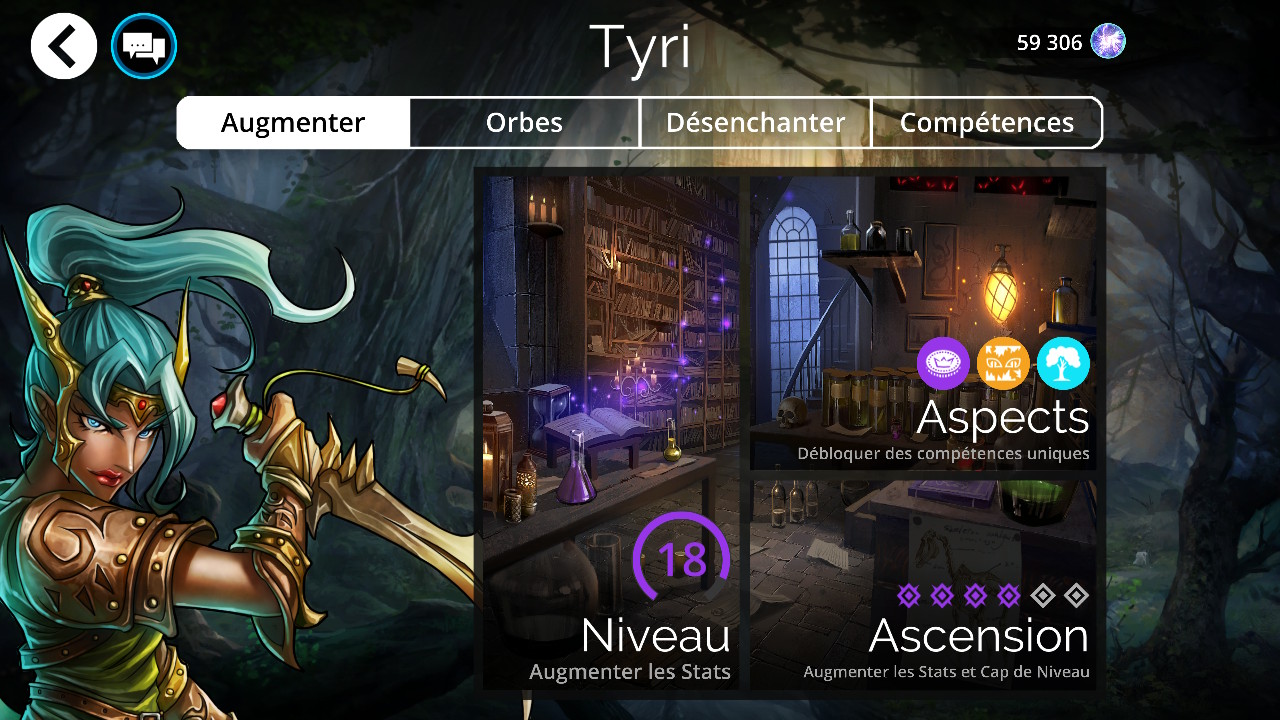 Tyri
59 306
Augmenter
Orbes
Désenchanter
Compétences
Aspects
Débloquer des compétences uniques
18
Niveau
Augmenter les Stats
Ascension
Augmenter les Stats et Cap de Niveau